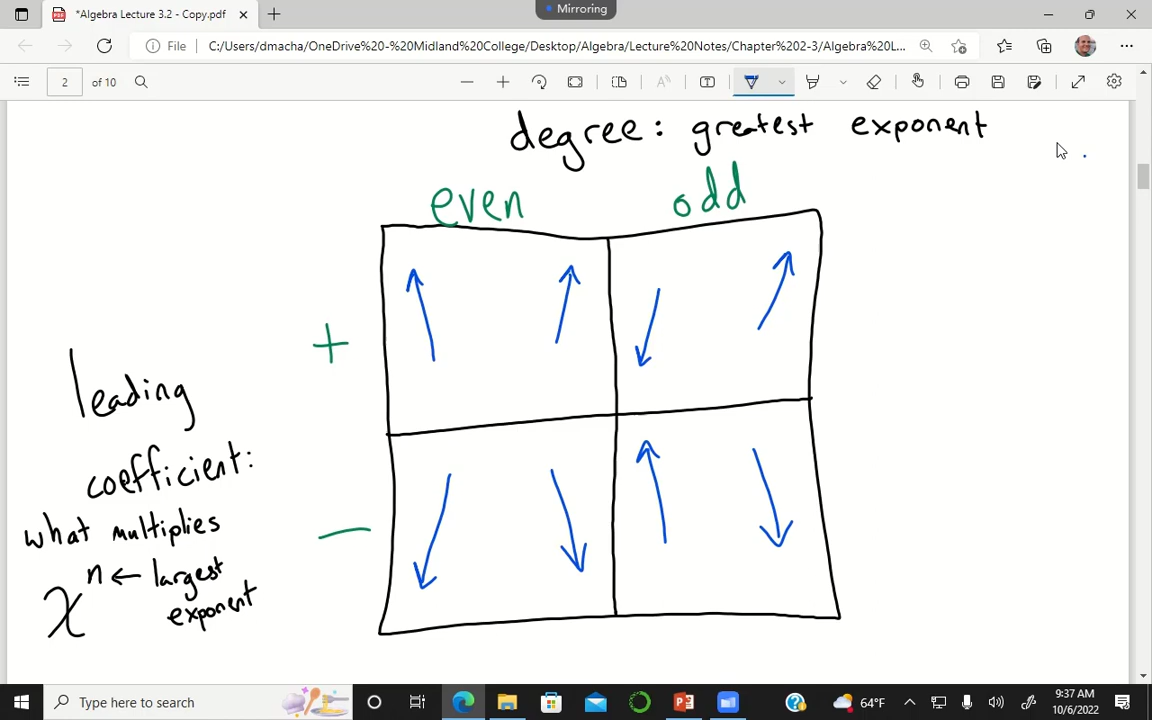 Mirroring
*Algebra Lecture 3.2 - Copy.pdf
File
C:/Users/dmacha/OneDrive%20-%20Midland%20College/Desktop/Algebra/Lecture%20Notes/Chapter%202-3/Algebra%20L...
2 of 10
degree: greatest exponent
even odd
+
leading
coefficient:
what multiplies
−
x^n ← largest
exponent
Type here to search
64°F
9:37 AM
10/6/2022